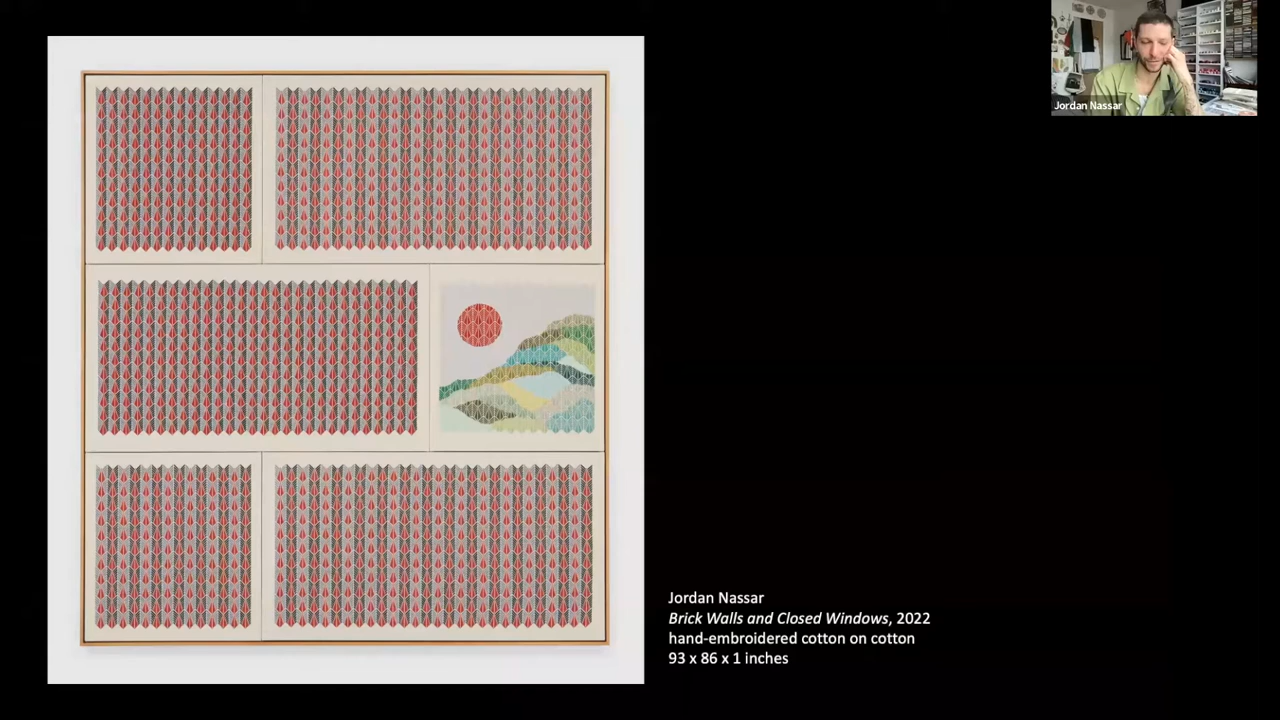 Jordan Nassar
Jordan Nassar
Brick Walls and Closed Windows, 2022
hand-embroidered cotton on cotton
93 x 86 x 1 inches